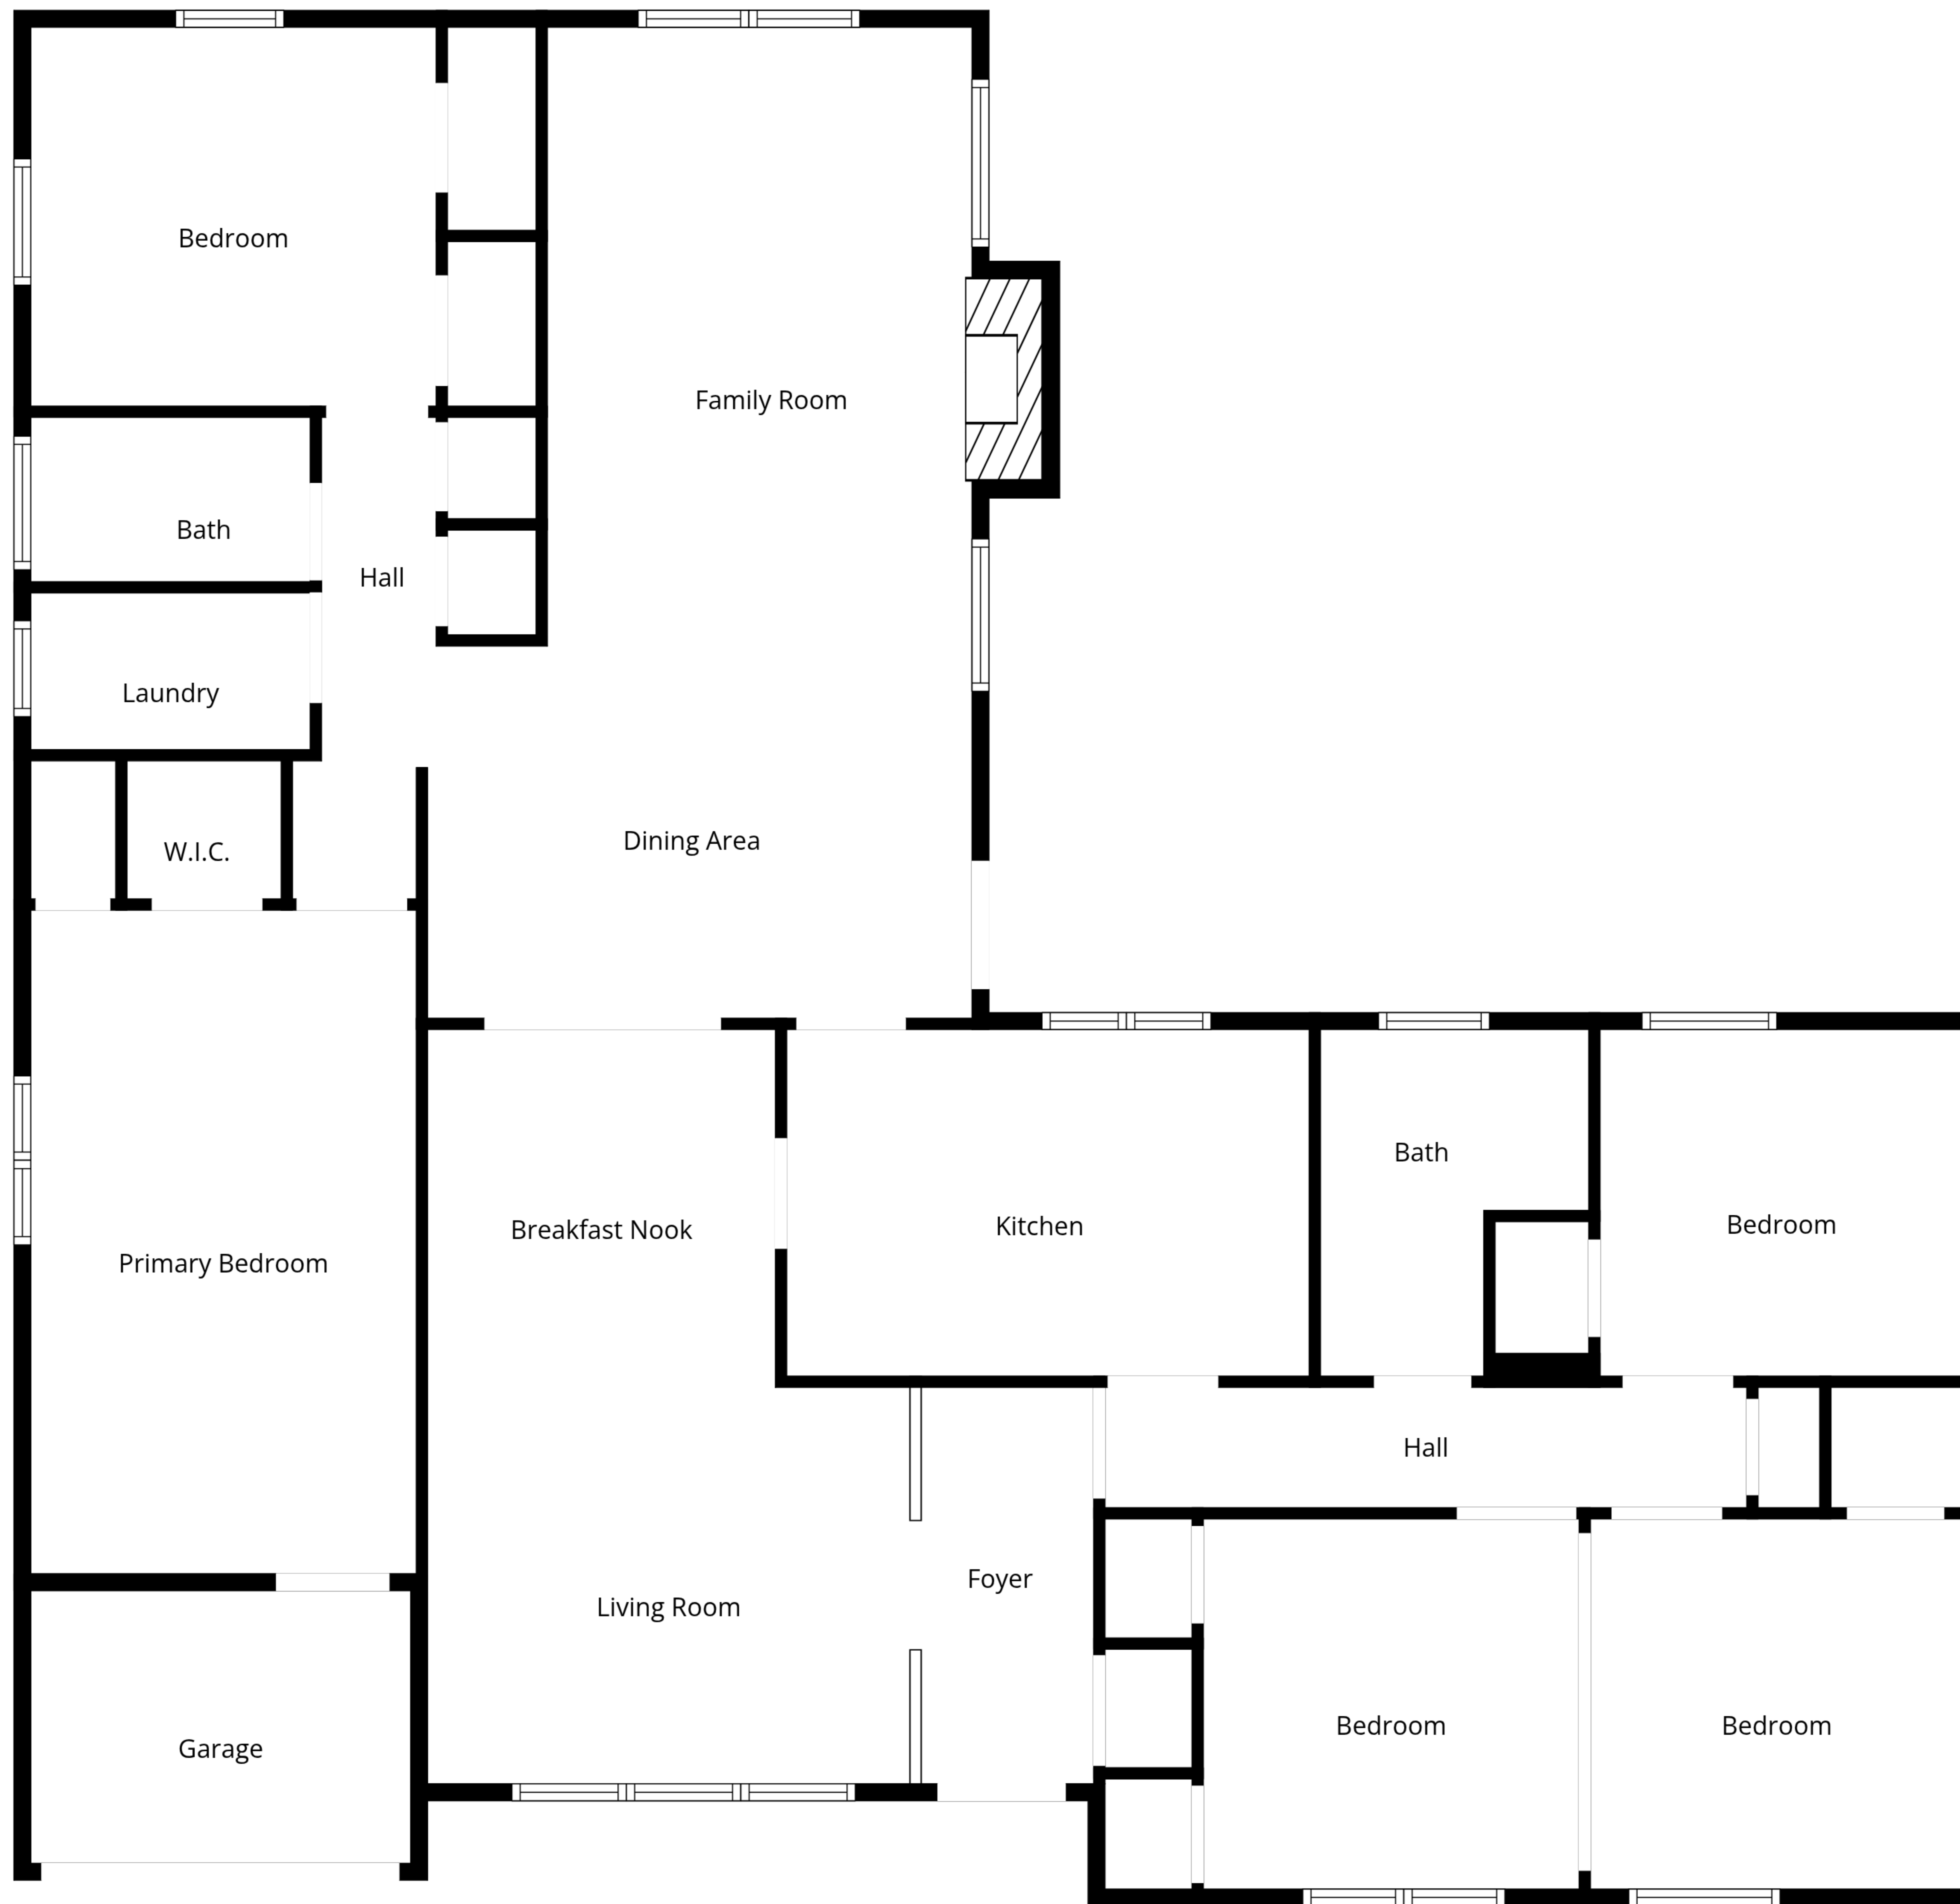 Bedroom
Family Room
Bath
Hall
Laundry
Dining Area
W.I.C.
Bath
Breakfast Nook
Kitchen
Bedroom
Primary Bedroom
Hall
Foyer
Living Room
Bedroom
Bedroom
Garage